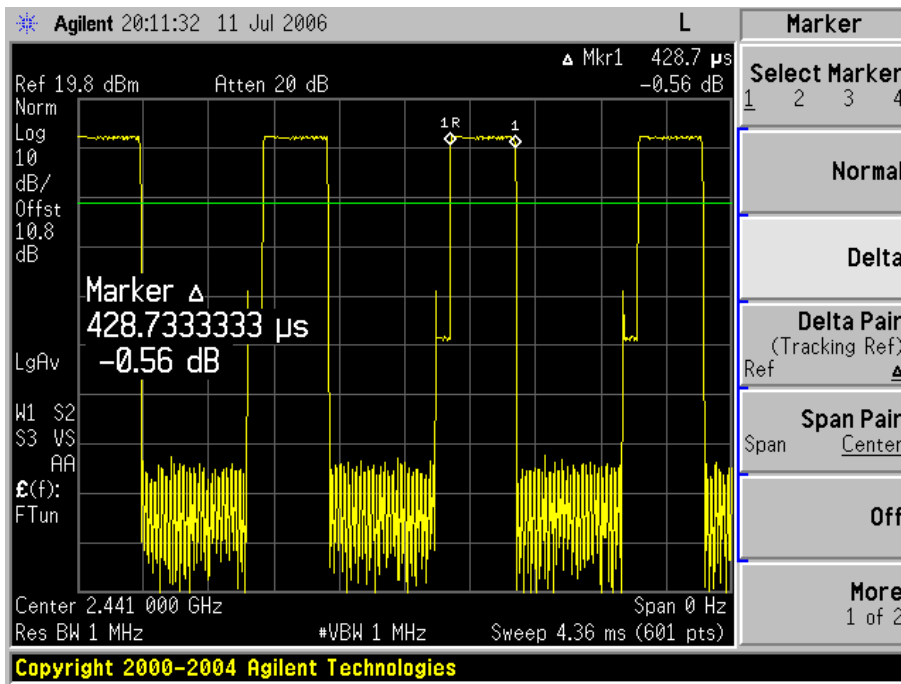 Agilent 20:11:32 11 Jul 2006 L
Marker
Δ Mkr1 428.7 µs
Ref 19.8 dBm Atten 20 dB -0.56 dB
Norm
Log
10
dB/
Offst
10.8
dB
LgAv
W1 S2
S3 VS
AA
£(f):
FTun
1R
1
Marker Δ
428.7333333 µs
-0.56 dB
Center 2.441 000 GHz Span 0 Hz
Res BW 1 MHz #VBW 1 MHz Sweep 4.36 ms (601 pts)
Copyright 2000-2004 Agilent Technologies
Select Marker
1 2 3 4
Normal
Delta
Delta Pair
(Tracking Ref)
Ref Δ
Span Pair
Span Center
Off
More
1 of 2